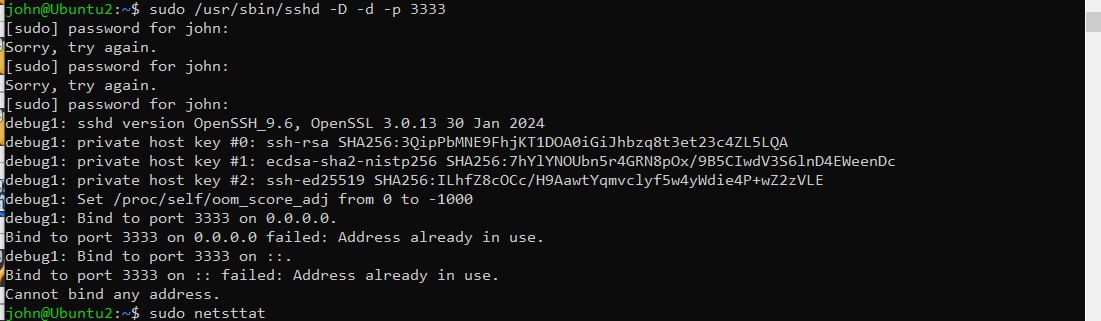 john@Ubuntu2:~$ sudo /usr/sbin/sshd -D -d -p 3333
[sudo] password for john:
Sorry, try again.
[sudo] password for john:
Sorry, try again.
[sudo] password for john:
debug1: sshd version OpenSSH_9.6, OpenSSL 3.0.13 30 Jan 2024
debug1: private host key #0: ssh-rsa SHA256:3QipPbMNE9FhjKT1DOA0iGiJhbzq8t3et23c4ZL5LQA
debug1: private host key #1: ecdsa-sha2-nistp256 SHA256:7hYlYNOUbn5r4GRN8pOx/9B5CIwdV3S6lnD4EWeenDc
debug1: private host key #2: ssh-ed25519 SHA256:ILhfZ8cOCc/H9AawtYqmvclyf5w4yWdie4P+wZ2zVLE
debug1: Set /proc/self/oom_score_adj from 0 to -1000
debug1: Bind to port 3333 on 0.0.0.0.
Bind to port 3333 on 0.0.0.0 failed: Address already in use.
debug1: Bind to port 3333 on ::.
Bind to port 3333 on :: failed: Address already in use.
Cannot bind any address.
john@Ubuntu2:~$ sudo netsttat